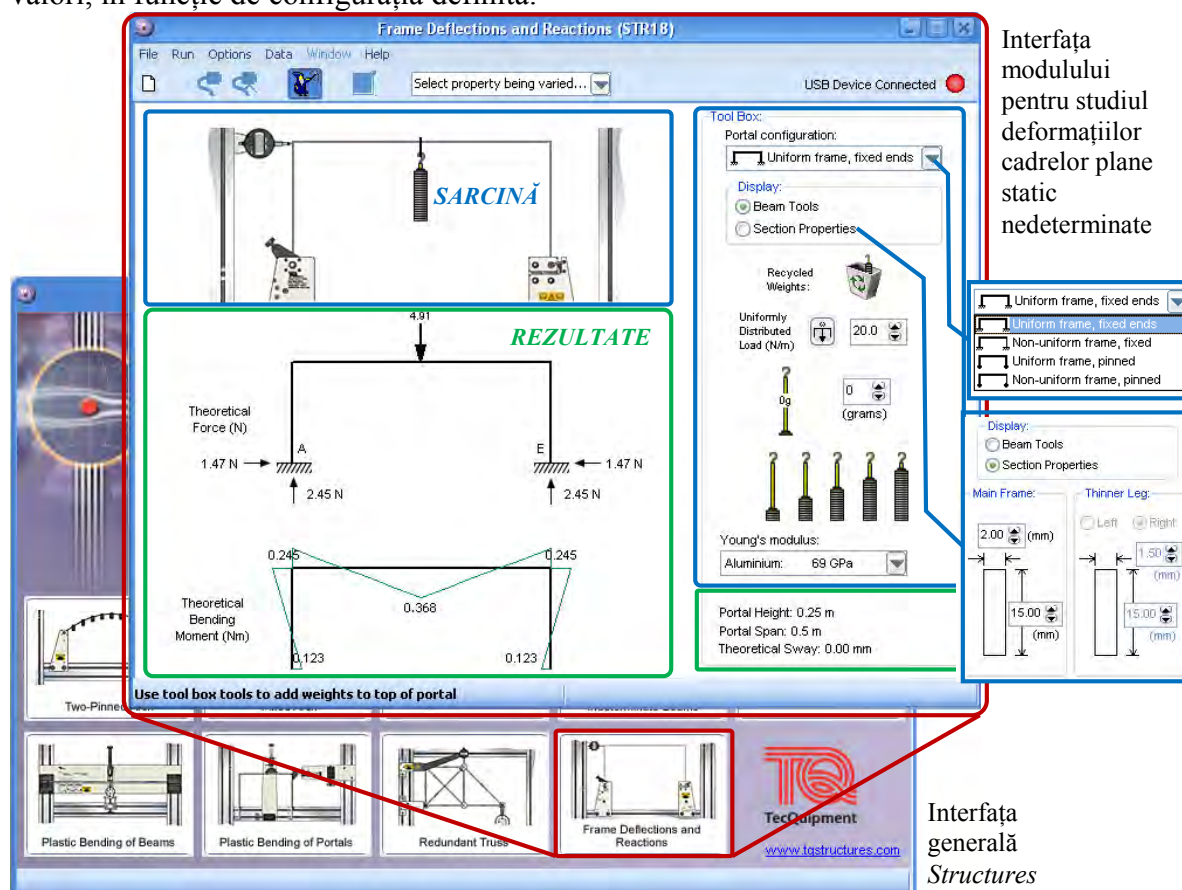 valori, în funcție de configurația definită.
Frame Deflections and Reactions (STR18)
File Run Options Data Window Help
Select property being varied...
USB Device Connected
SARCINĂ
REZULTATE
4.91
Theoretical
Force (N)
A
E
1.47 N
1.47 N
2.45 N
2.45 N
0.245
0.245
0.368
Theoretical
Bending
Moment (Nm)
0.123
0.123
Tool Box:
Portal configuration:
Uniform frame, fixed ends
Display:
Beam Tools
Section Properties
Recycled
Weights:
Uniformly
Distributed
Load (N/m)
20.0
0g
0
(grams)
Young's modulus:
Aluminium: 69 GPa
Portal Height: 0.25 m
Portal Span: 0.5 m
Theoretical Sway: 0.00 mm
Use tool box tools to add weights to top of portal
Interfața
modulului
pentru studiul
deformațiilor
cadrelor plane
static
nedeterminate
Uniform frame, fixed ends
Uniform frame, fixed ends
Non-uniform frame, fixed
Uniform frame, pinned
Non-uniform frame, pinned
Display:
Beam Tools
Section Properties
Main Frame:
Thinner Leg:
Left Right
2.00 (mm)
1.50
(mm)
15.00
(mm)
15.00
(mm)
Two-Pinned
Plastic Bending of Beams
Plastic Bending of Portals
Redundant Truss
Frame Deflections and
Reactions
TQ
TecQuipment
www.tqstructures.com
Interfața
generală
Structures